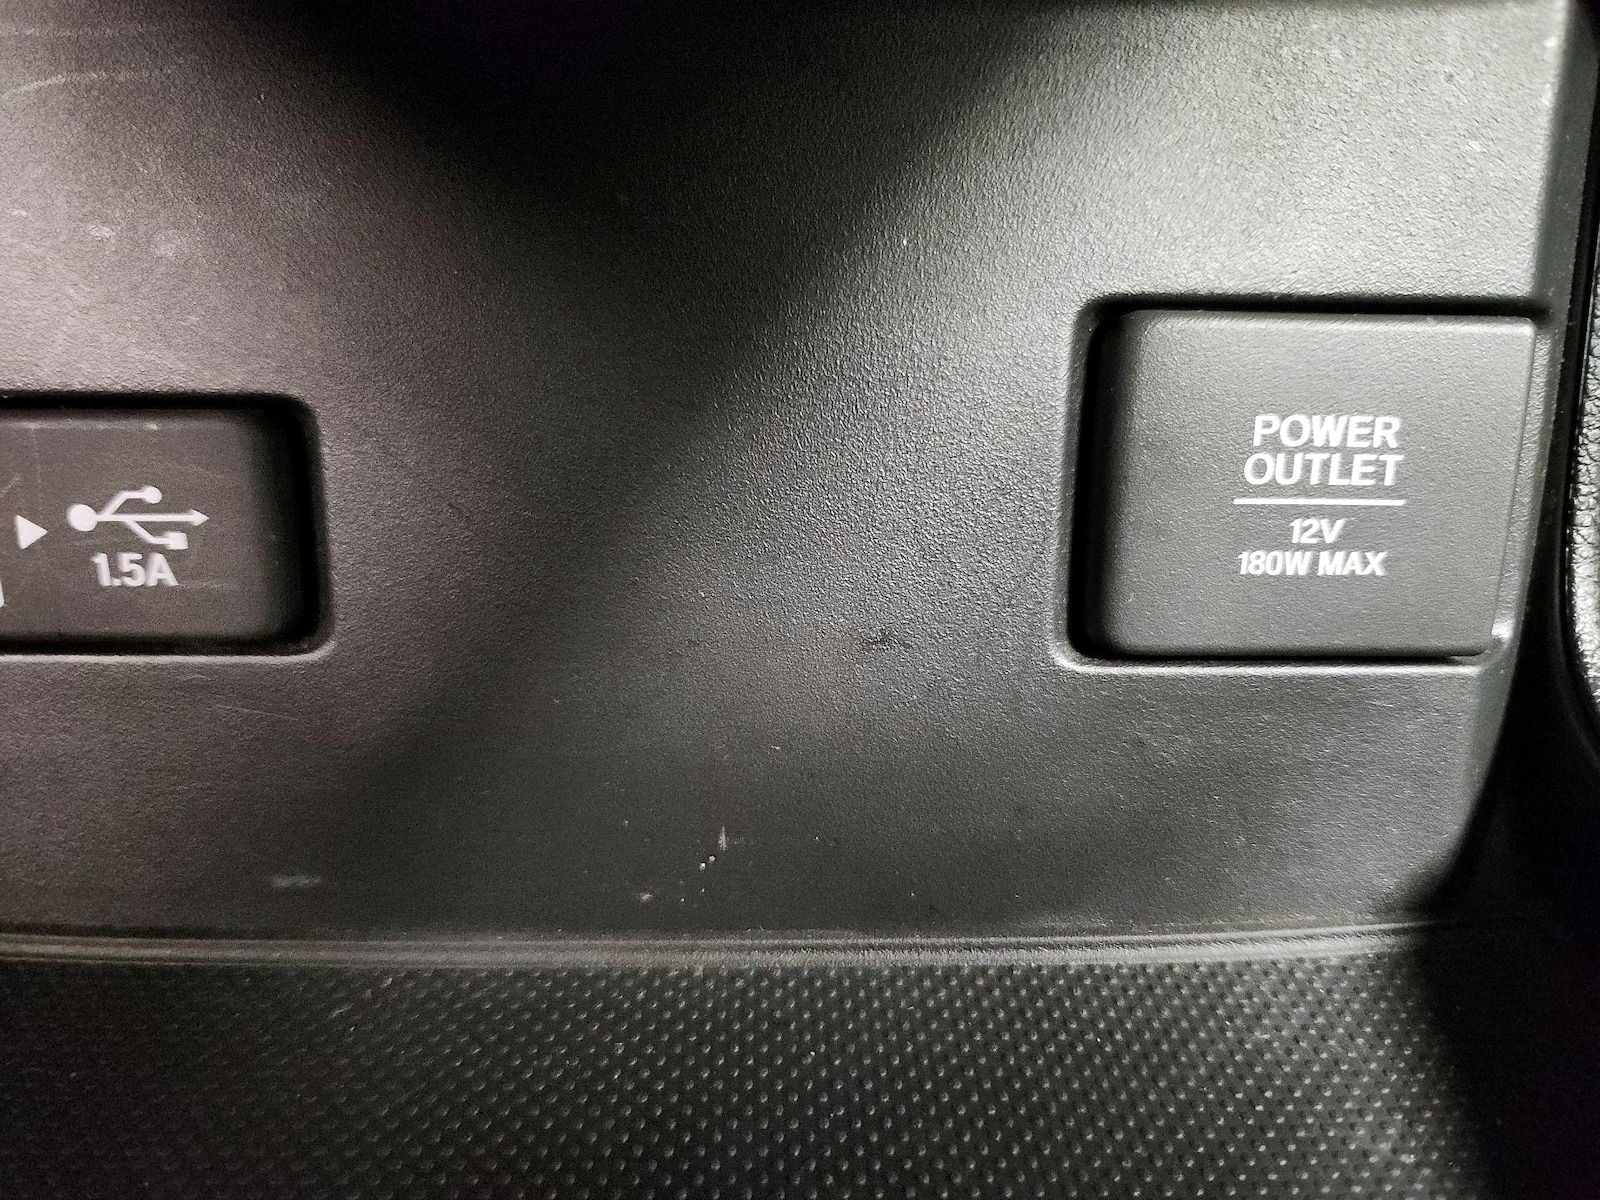 1.5A
POWER
OUTLET
12V
180W MAX